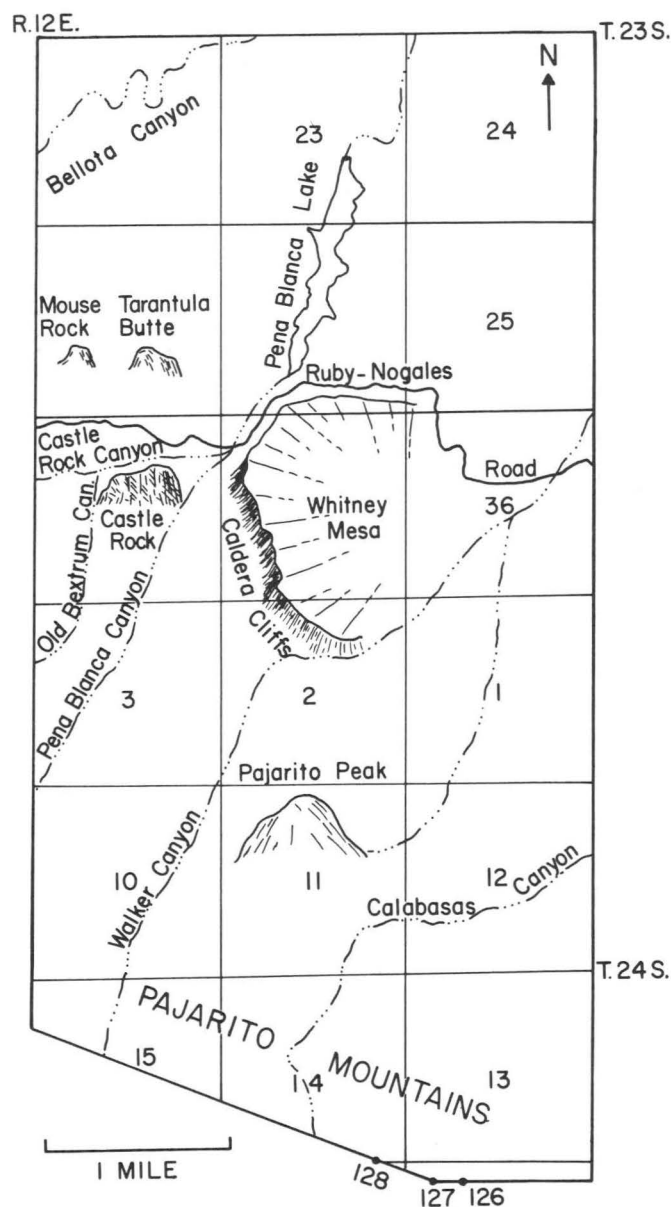 R.12E.
T.23S.
N
Bellota Canyon
23
24
Pena Blanca Lake
Mouse
Rock
Tarantula
Butte
25
Ruby-Nogales
Castle
Rock Canyon
Road
36
Castle
Rock
Whitney
Mesa
Old Bextrum Can.
Caldera Cliffs
Pena Blanca Canyon
3
2
1
Pajarito Peak
10
11
12
Walker Canyon
Calabasas Canyon
T.24S.
PAJARITO
MOUNTAINS
15
14
13
1 MILE
128
127
126